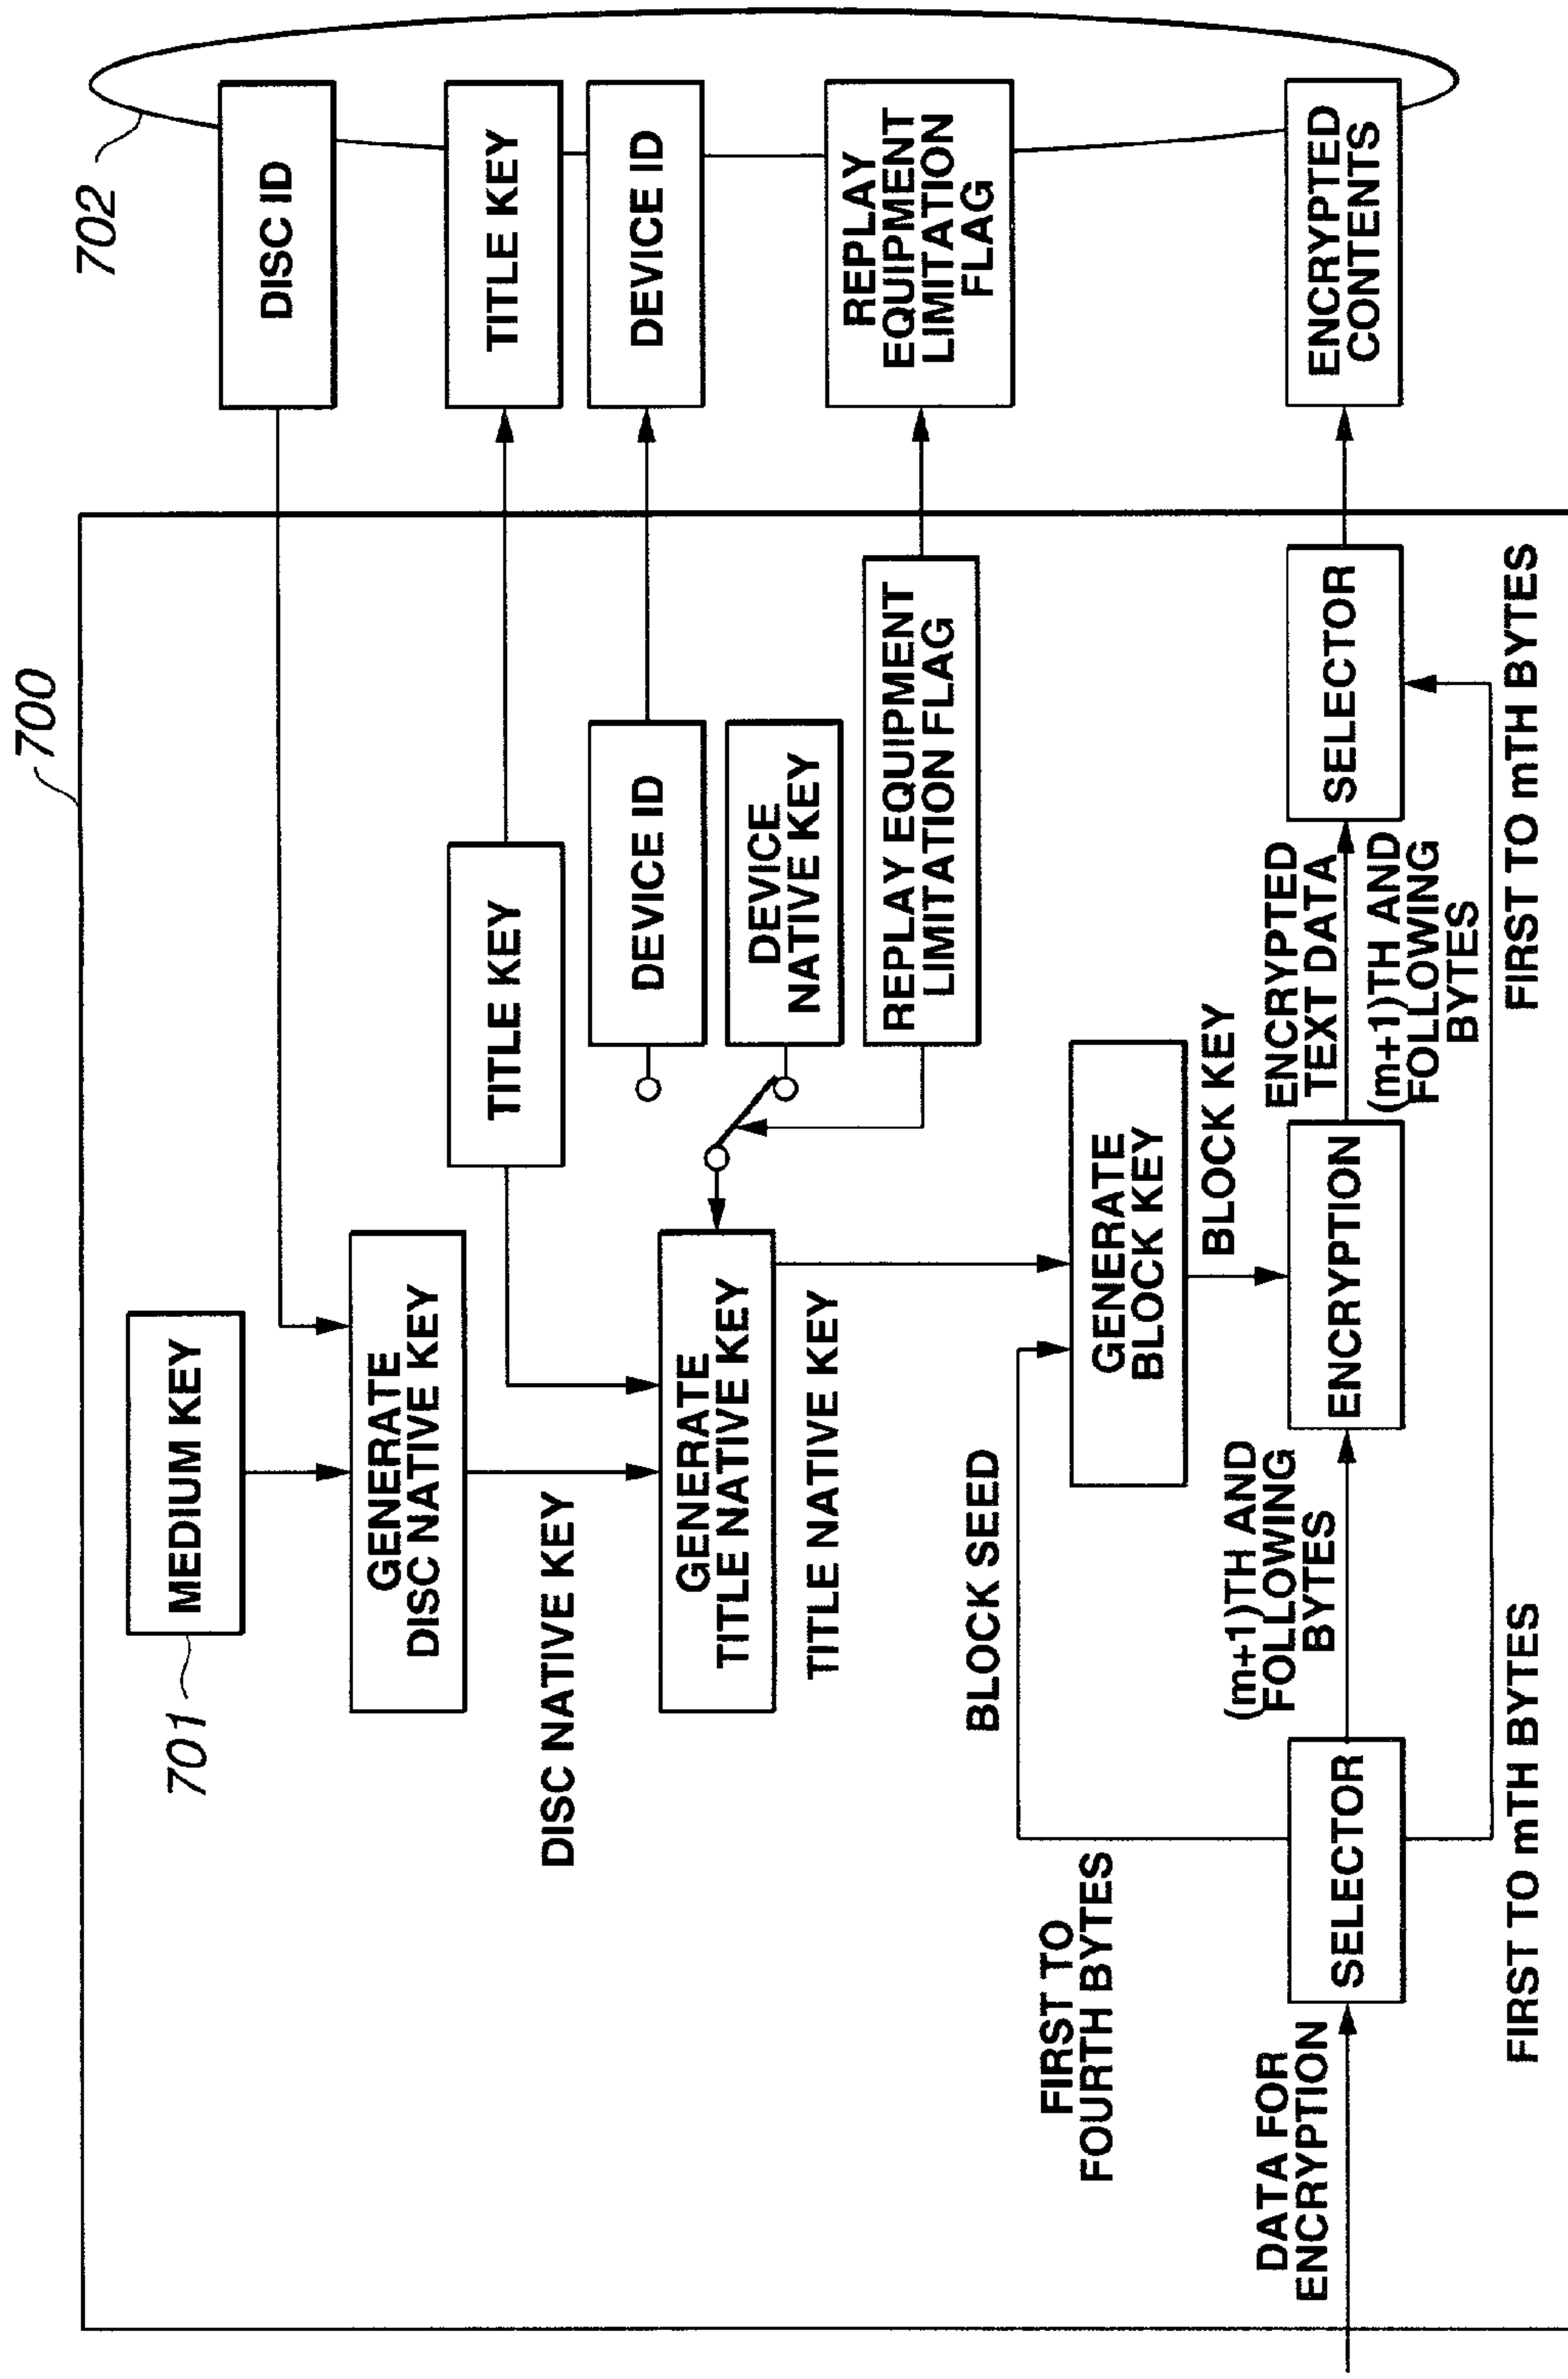 700
702
701
MEDIUM KEY
GENERATE
DISC NATIVE KEY
DISC NATIVE KEY
DISC ID
TITLE KEY
TITLE KEY
GENERATE
TITLE NATIVE KEY
TITLE NATIVE KEY
DEVICE ID
DEVICE ID
DEVICE
NATIVE KEY
REPLAY EQUIPMENT
LIMITATION FLAG
REPLAY
EQUIPMENT
LIMITATION
FLAG
BLOCK SEED
GENERATE
BLOCK KEY
BLOCK KEY
FIRST TO
FOURTH BYTES
DATA FOR
ENCRYPTION
SELECTOR
(m+1)TH AND
FOLLOWING
BYTES
ENCRYPTION
ENCRYPTED
TEXT DATA
(m+1)TH AND
FOLLOWING
BYTES
SELECTOR
ENCRYPTED
CONTENTS
FIRST TO mTH BYTES
FIRST TO mTH BYTES